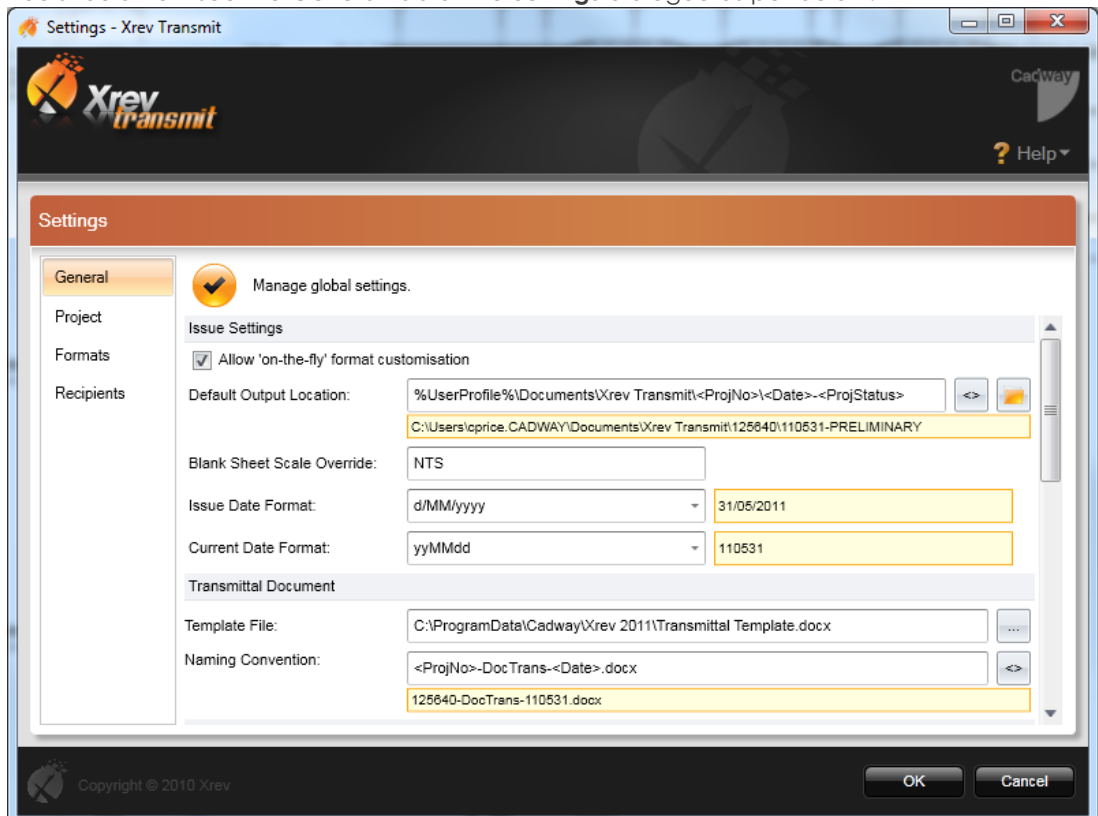 Settings - Xrev Transmit
Xrev
transmit
Cadway
? Help
Settings
General
Project
Formats
Recipients
Manage global settings.
Issue Settings
Allow 'on-the-fly' format customisation
Default Output Location:
%UserProfile%\Documents\Xrev Transmit\<ProjNo>\<Date>-<ProjStatus>
<>
C:\Users\cprice.CADWAY\Documents\Xrev Transmit\125640\110531-PRELIMINARY
Blank Sheet Scale Override:
NTS
Issue Date Format:
d/MM/yyyy
31/05/2011
Current Date Format:
yyMMdd
110531
Transmittal Document
Template File:
C:\ProgramData\Cadway\Xrev 2011\Transmittal Template.docx
...
Naming Convention:
<ProjNo>-DocTrans-<Date>.docx
<>
125640-DocTrans-110531.docx
Copyright © 2010 Xrev
OK
Cancel